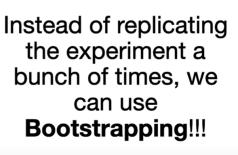 Instead of replicating
the experiment a
bunch of times, we
can use
Bootstrapping!!!